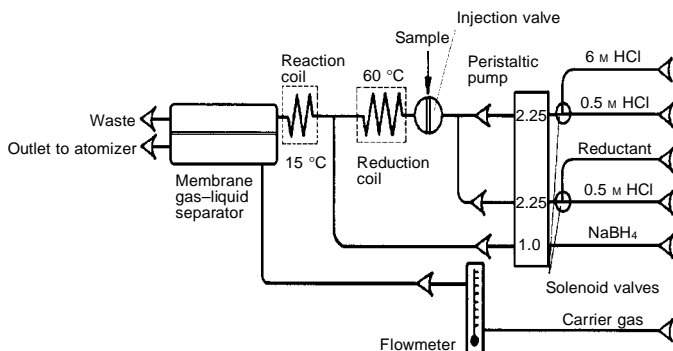 Injection valve
Sample
Reaction
coil
60 °C
Peristaltic
pump
6 M HCl
0.5 M HCl
2.25
Waste
Outlet to atomizer
15 °C
Reduction
coil
Reductant
Membrane
gas–liquid
separator
2.25
0.5 M HCl
1.0
NaBH₄
Solenoid valves
Carrier gas
Flowmeter